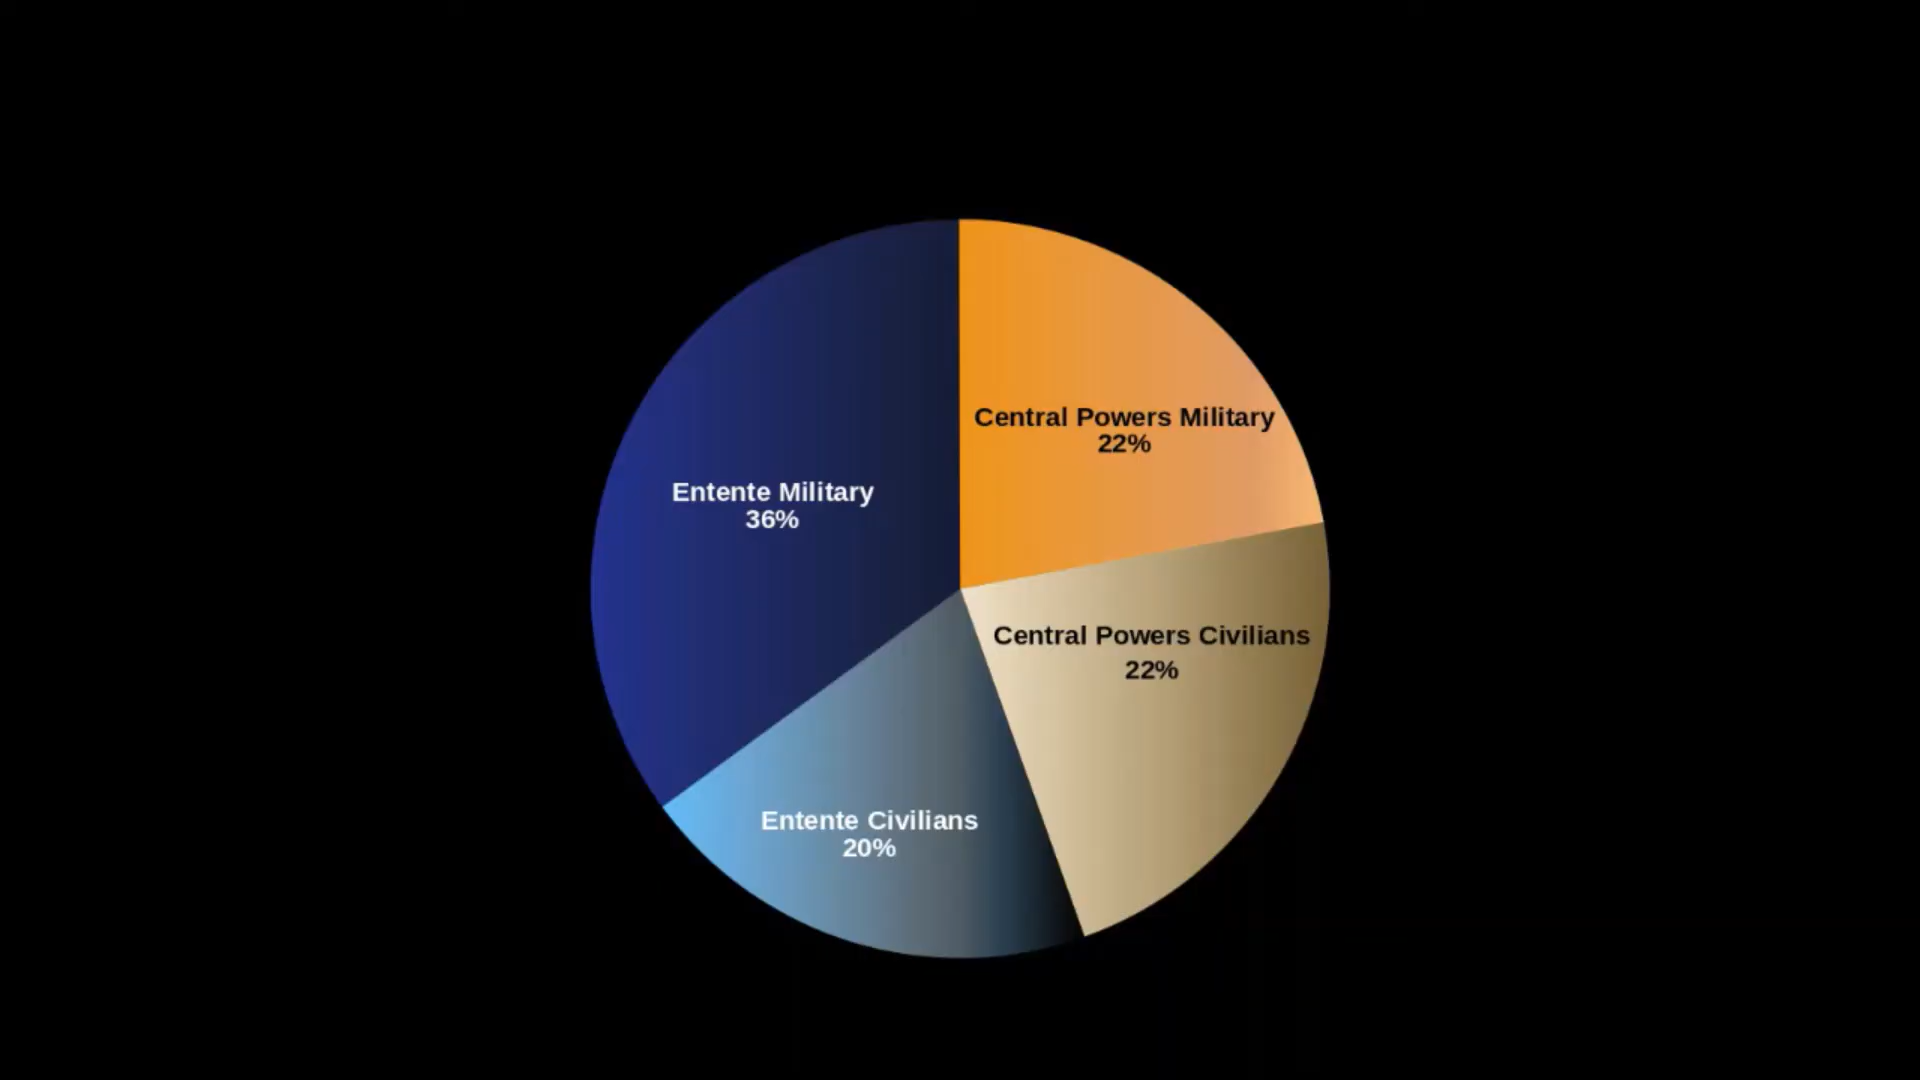 Central Powers Military
22%
Entente Military
36%
Central Powers Civilians
22%
Entente Civilians
20%